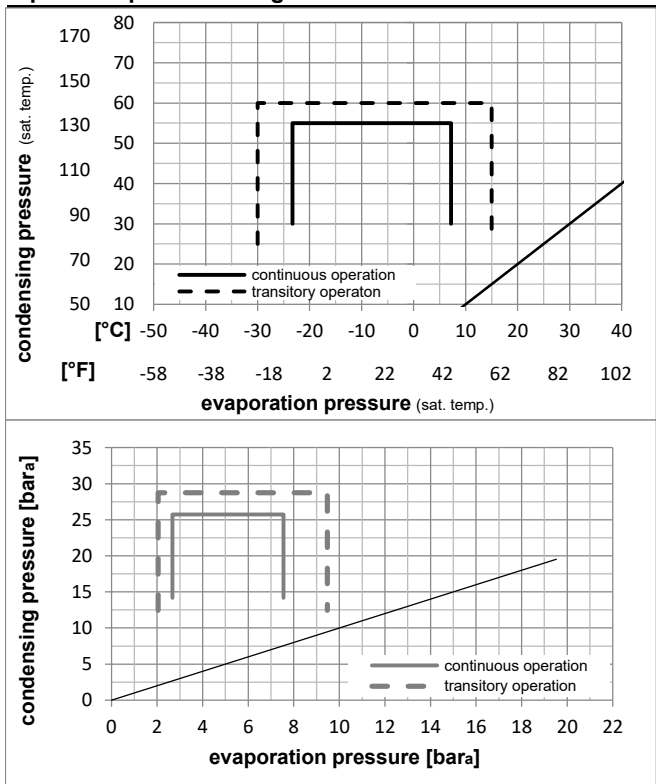 condensing pressure (sat. temp.)
170 80
150 70
130 60
50
110 40
90 30
70 20
50 10
continuous operation
transitory operaton
[°C] -50 -40 -30 -20 -10 0 10 20 30 40
[°F] -58 -38 -18 2 22 42 62 82 102
evaporation pressure (sat. temp.)
condensing pressure [bara]
35
30
25
20
15
10
5
0
continuous operation
transitory operation
0 2 4 6 8 10 12 14 16 18 20 22
evaporation pressure [bara]